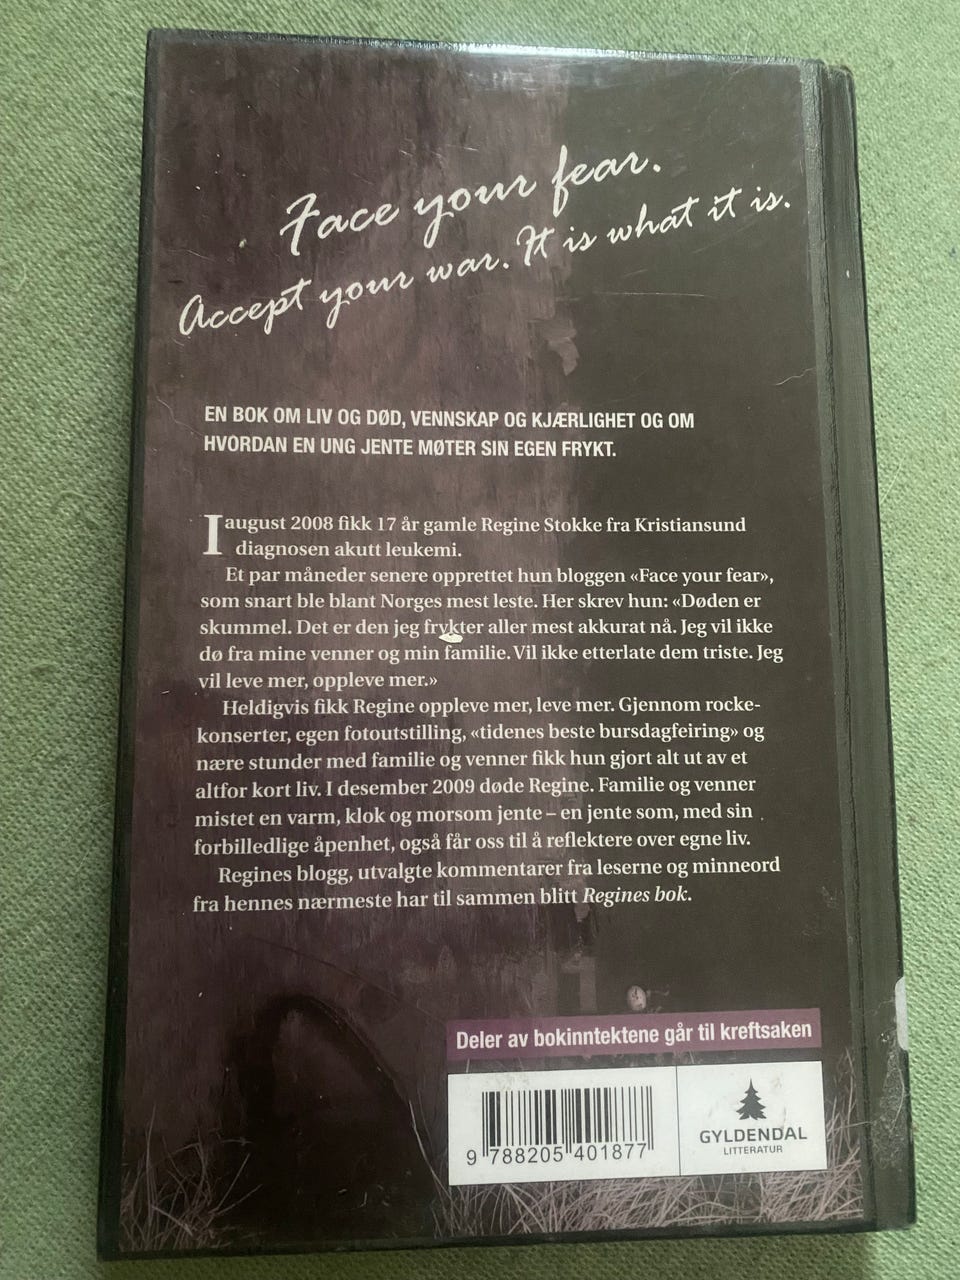 Face your fear.
Accept your war. It is what it is.
EN BOK OM LIV OG DØD, VENNSKAP OG KJÆRLIGHET OG OM
HVORDAN EN UNG JENTE MØTER SIN EGEN FRYKT.
I august 2008 fikk 17 år gamle Regine Stokke fra Kristiansund
diagnosen akutt leukemi.
Et par måneder senere opprettet hun bloggen «Face your fear»,
som snart ble blant Norges mest leste. Her skrev hun: «Døden er
skummel. Det er den jeg frykter aller mest akkurat nå. Jeg vil ikke
dø fra mine venner og min familie. Vil ikke etterlate dem triste. Jeg
vil leve mer, oppleve mer.»
Heldigvis fikk Regine oppleve mer, leve mer. Gjennom rocke-
konserter, egen fotoutstilling, «tidenes beste bursdagfeiring» og
nære stunder med familie og venner fikk hun gjort alt ut av et
altfor kort liv. I desember 2009 døde Regine. Familie og venner
mistet en varm, klok og morsom jente – en jente som, med sin
forbilledlige åpenhet, også får oss til å reflektere over egne liv.
Regines blogg, utvalgte kommentarer fra leserne og minneord
fra hennes nærmeste har til sammen blitt Regines bok.
Deler av bokinntektene går til kreftsaken
9 788205 401877
GYLDENDAL
LITTERATUR